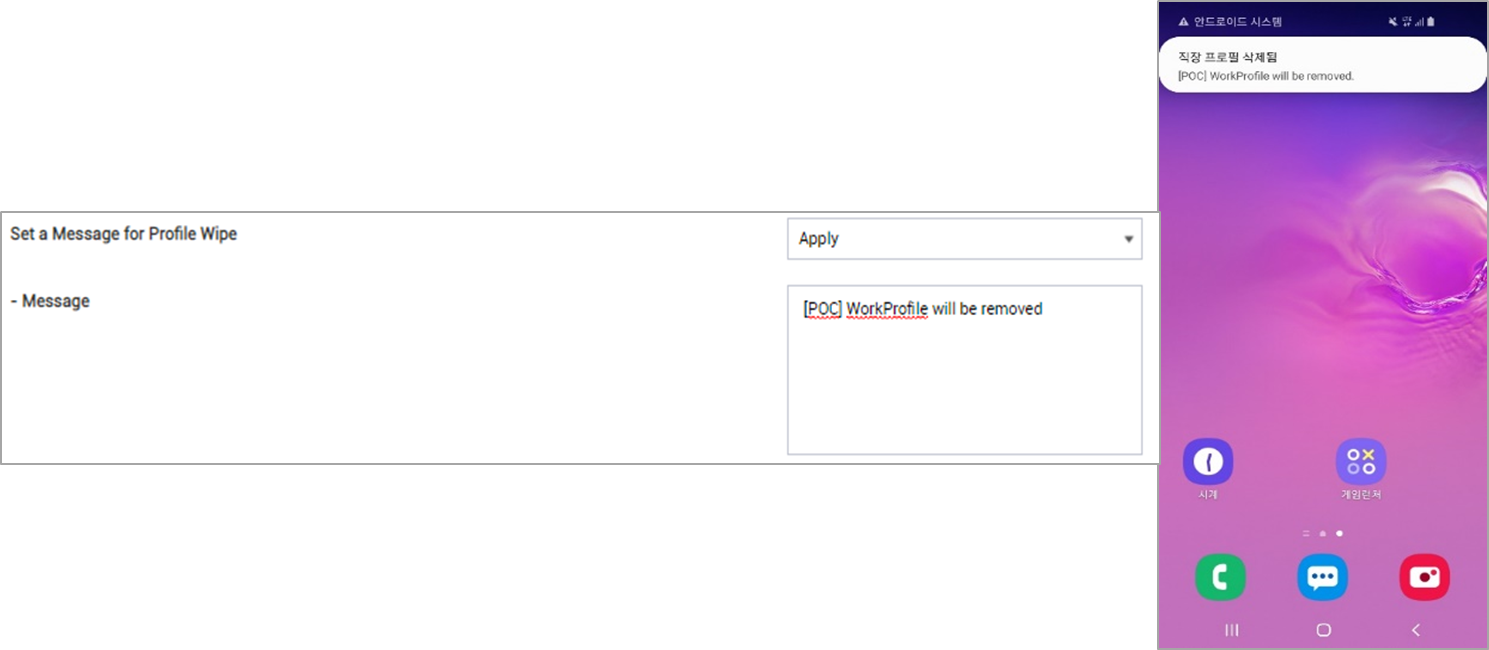 Set a Message for Profile Wipe
Apply
- Message
[POC] WorkProfile will be removed
안드로이드 시스템
직장 프로필 삭제됨
[POC] WorkProfile will be removed.
시계
게임런처